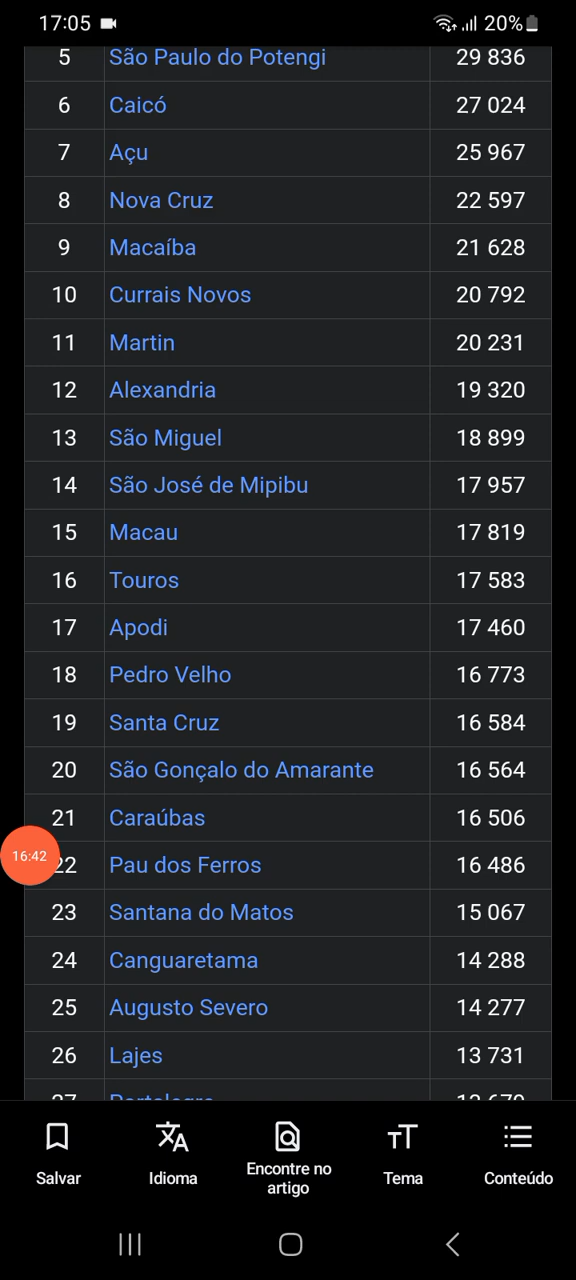 17:05 20%
5 São Paulo do Potengi 29 836
6 Caicó 27 024
7 Açu 25 967
8 Nova Cruz 22 597
9 Macaíba 21 628
10 Currais Novos 20 792
11 Martin 20 231
12 Alexandria 19 320
13 São Miguel 18 899
14 São José de Mipibu 17 957
15 Macau 17 819
16 Touros 17 583
17 Apodi 17 460
18 Pedro Velho 16 773
19 Santa Cruz 16 584
20 São Gonçalo do Amarante 16 564
21 Caraúbas 16 506
16:42
22 Pau dos Ferros 16 486
23 Santana do Matos 15 067
24 Canguaretama 14 288
25 Augusto Severo 14 277
26 Lajes 13 731
27 Portalegre
Salvar
Idioma
Encontre no
artigo
Tema
Conteúdo